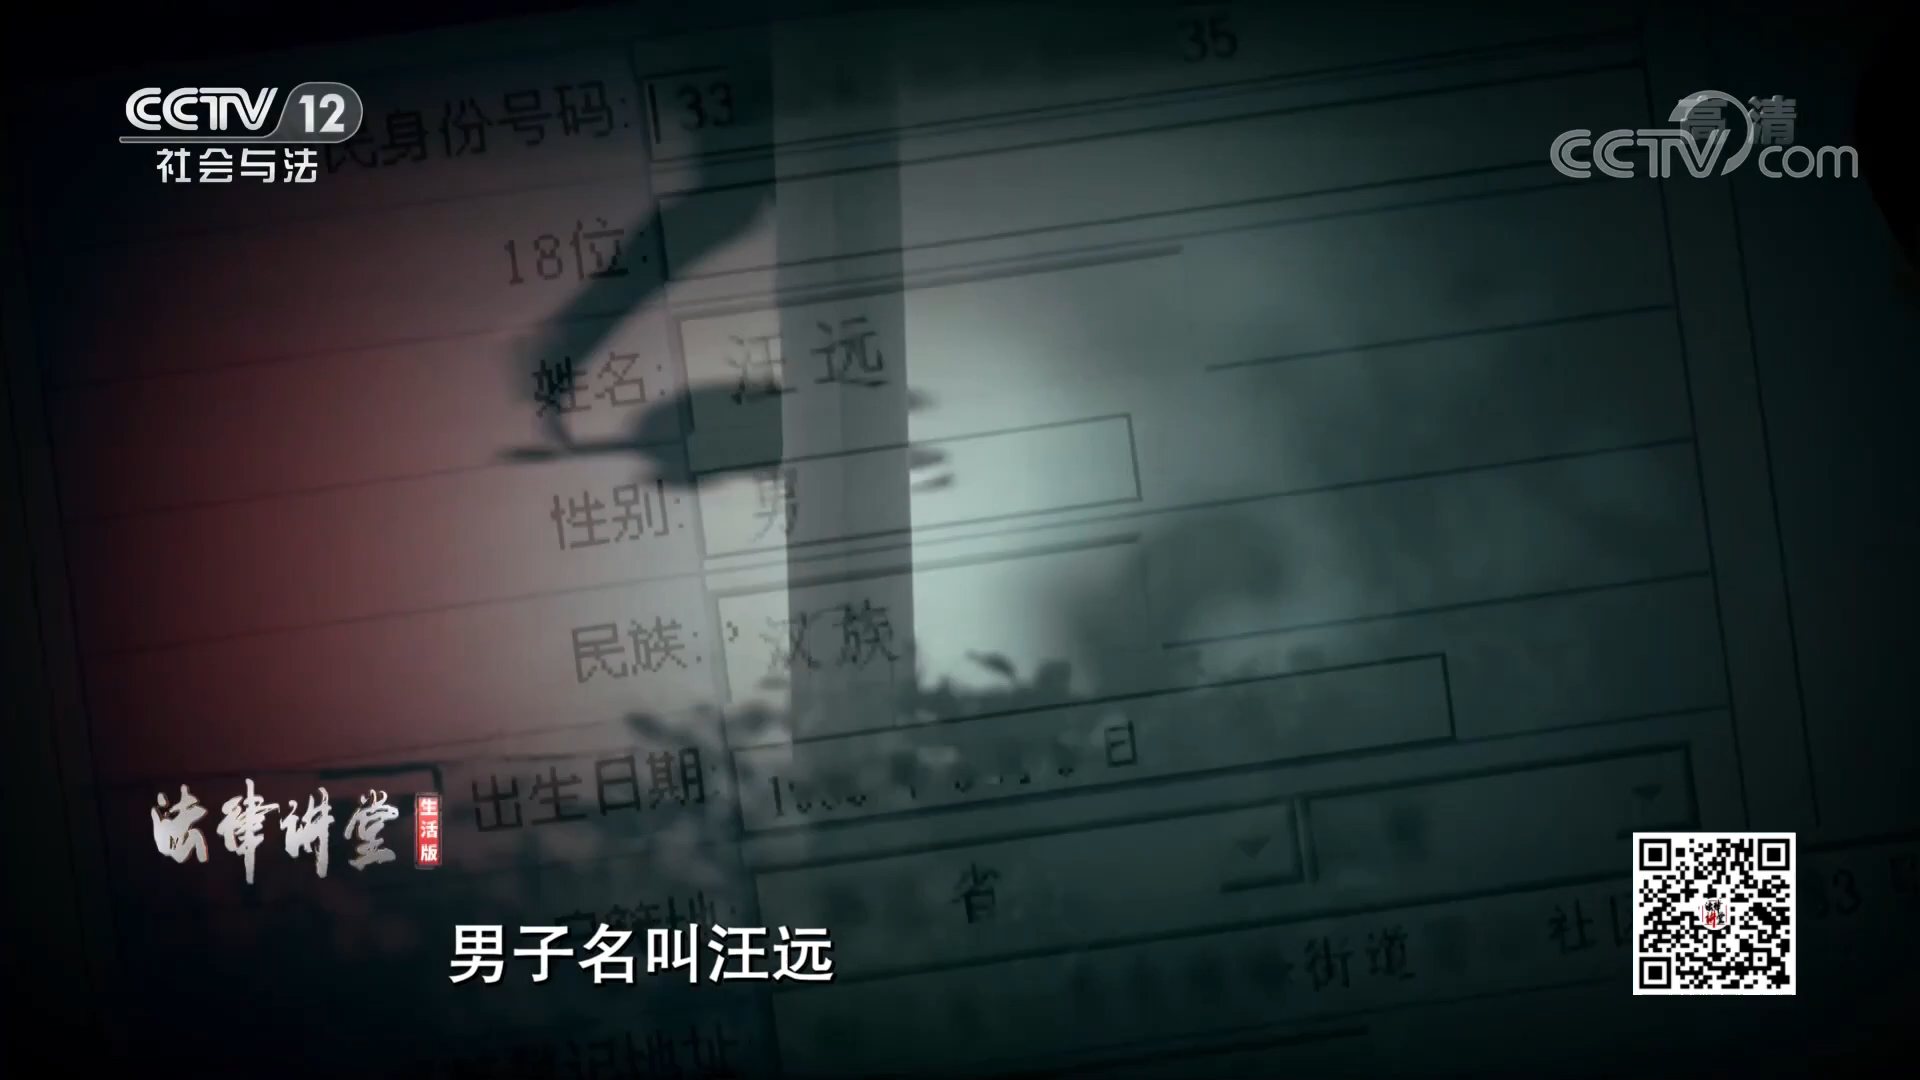 35
CCTV 12
社会与法
高清
CCTV.com
民身份号码: 33
18位:
姓名: 汪远
性别: 男
民族: 汉族
出生日期: 日
法律讲堂 生活版
省
街道
男子名叫汪远